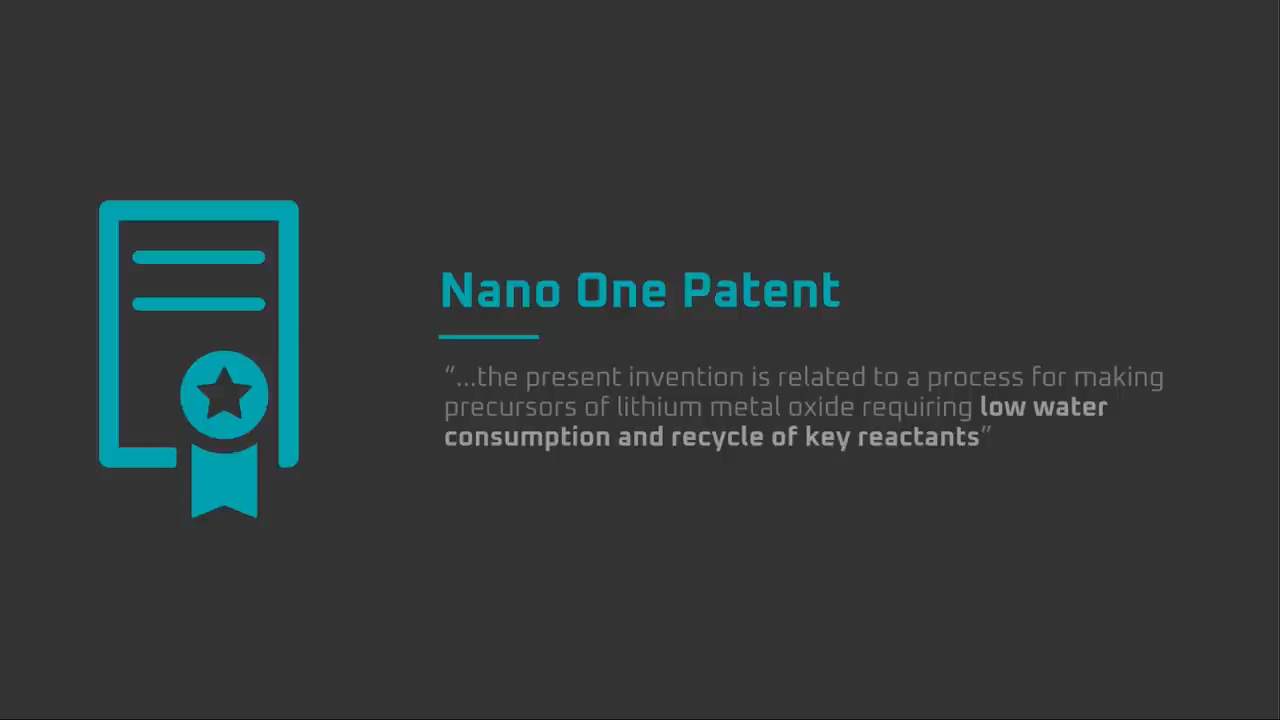 Nano One Patent
“...the present invention is related to a process for making
precursors of lithium metal oxide requiring low water
consumption and recycle of key reactants”